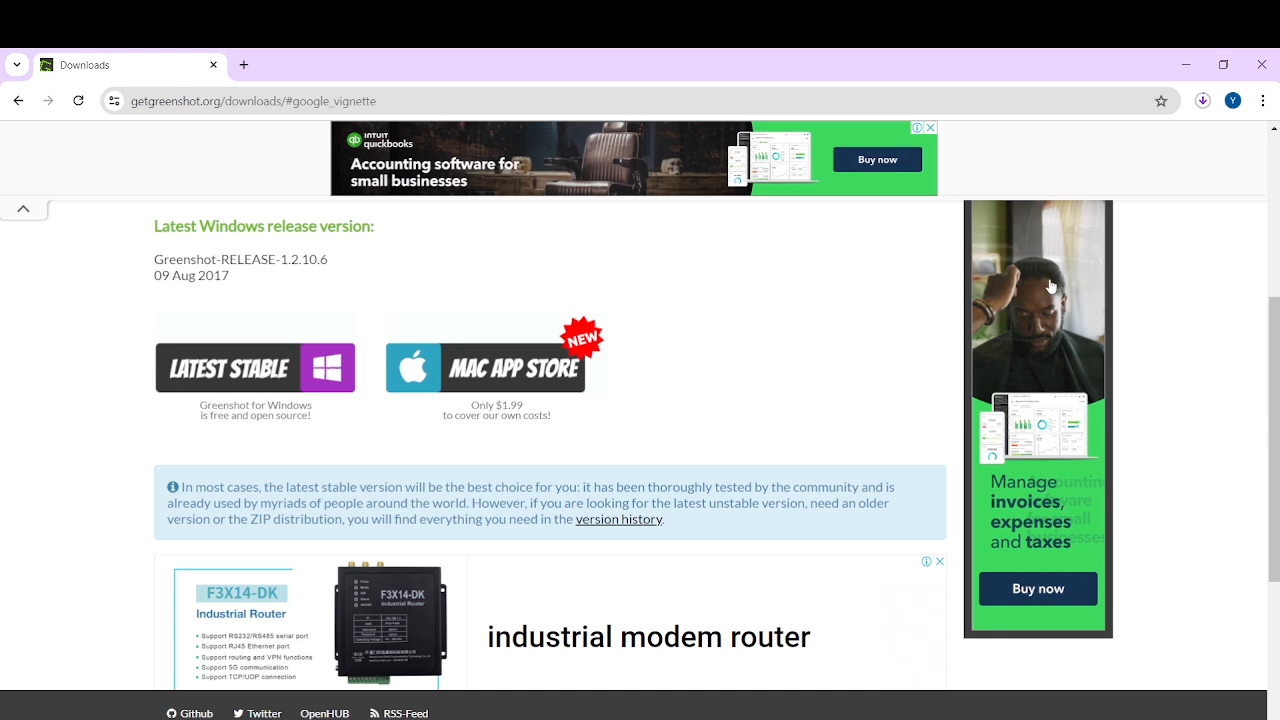 Downloads
getgreenshot.org/downloads/#google_vignette
Y
INTUIT
quickbooks
Accounting software for
small businesses
Buy now
Latest Windows release version:
Greenshot-RELEASE-1.2.10.6
09 Aug 2017
NEW
LATEST STABLE
MAC APP STORE
Greenshot for Windows
is free and open source!
Only $1.99
to cover our own costs!
In most cases, the latest stable version will be the best choice for you: it has been thoroughly tested by the community and is
already used by myriads of people around the world. However, if you are looking for the latest unstable version, need an older
version or the ZIP distribution, you will find everything you need in the version history.
Manage
invoices,
expenses
and taxes
Accounting
software
for small
businesses
Buy now
F3X14-DK
Industrial Router
• Support RS232/RS485 serial port
• Support RJ45 Ethernet port
• Support routing and VPN functions
• Support 5G communication
• Support TCP/UDP connection
F3X14-DK
Industrial Router
industrial modem router
Github
Twitter
OpenHUB
RSS-Feed